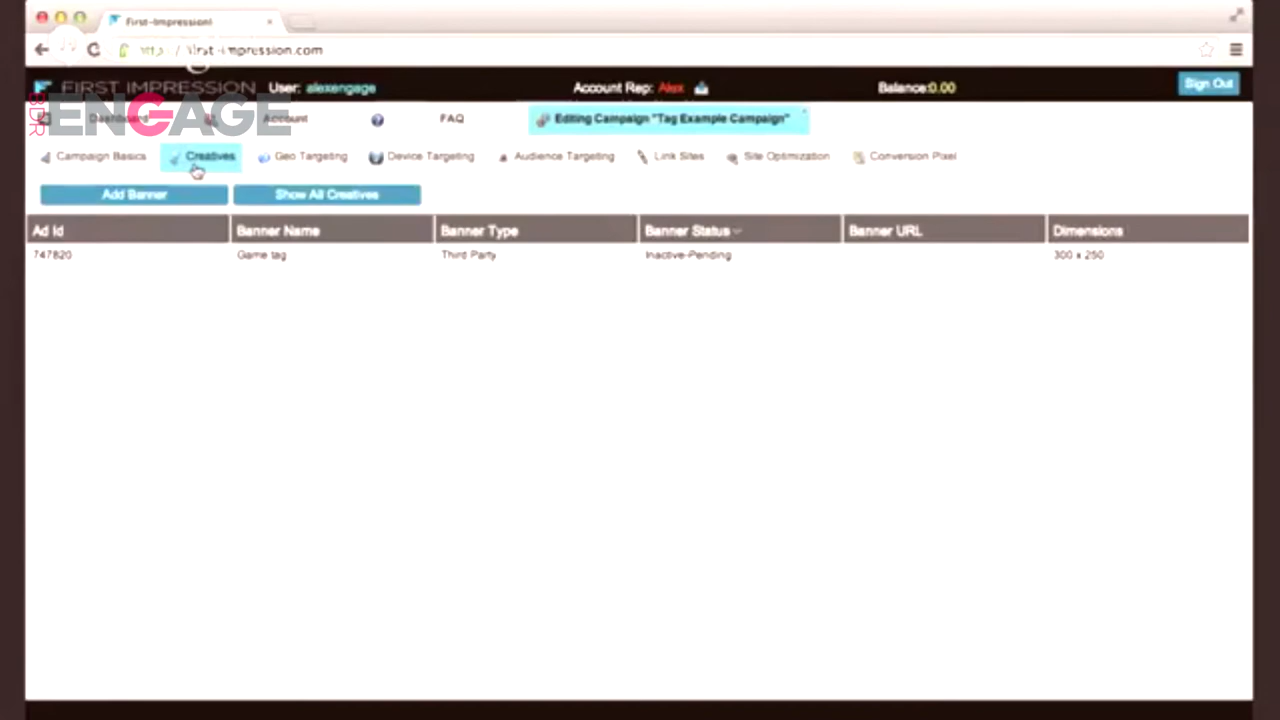 First-Impression!
http://first-impression.com
FIRST IMPRESSION User: alexengage Account Rep: Alex Balance:0.00 Sign Out
BDR ENGAGE
Dashboard Account FAQ Editing Campaign "Tag Example Campaign"
Campaign Basics Creatives Geo Targeting Device Targeting Audience Targeting Link Sites Site Optimization Conversion Pixel
Add Banner Show All Creatives
Ad Id Banner Name Banner Type Banner Status Banner URL Dimensions
747820 Game tag Third Party Inactive-Pending 300 x 250